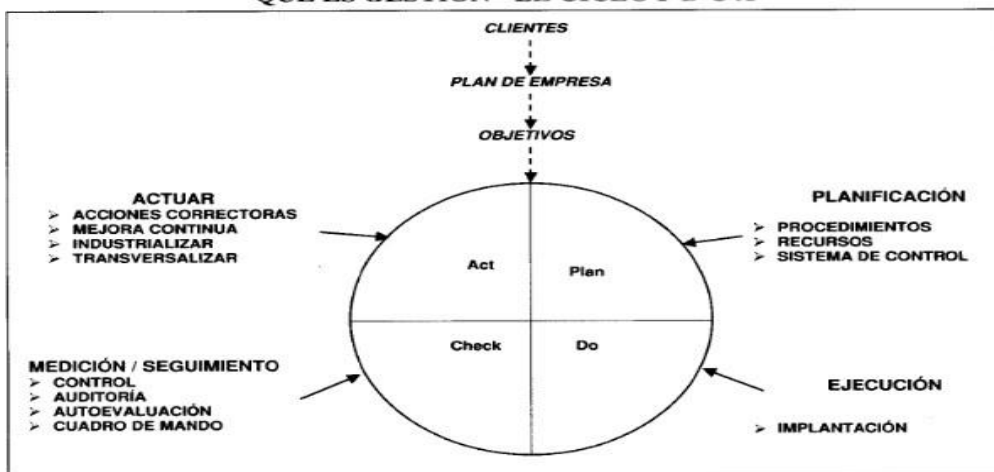 CLIENTES
PLAN DE EMPRESA
OBJETIVOS
ACTUAR
➢ ACCIONES CORRECTORAS
➢ MEJORA CONTINUA
➢ INDUSTRIALIZAR
➢ TRANSVERSALIZAR
PLANIFICACIÓN
➢ PROCEDIMIENTOS
➢ RECURSOS
➢ SISTEMA DE CONTROL
Act
Plan
Check
Do
MEDICIÓN / SEGUIMIENTO
➢ CONTROL
➢ AUDITORÍA
➢ AUTOEVALUACIÓN
➢ CUADRO DE MANDO
EJECUCIÓN
➢ IMPLANTACIÓN